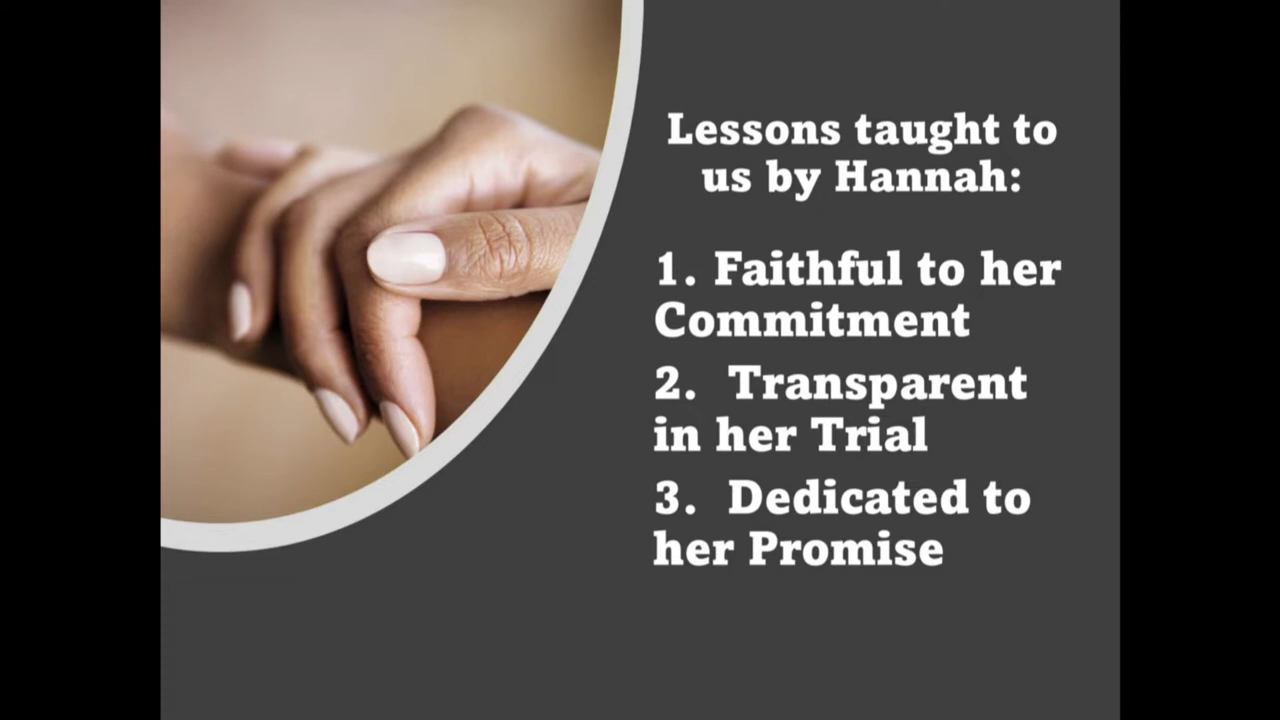 Lessons taught to
us by Hannah:
1. Faithful to her
Commitment
2. Transparent
in her Trial
3. Dedicated to
her Promise